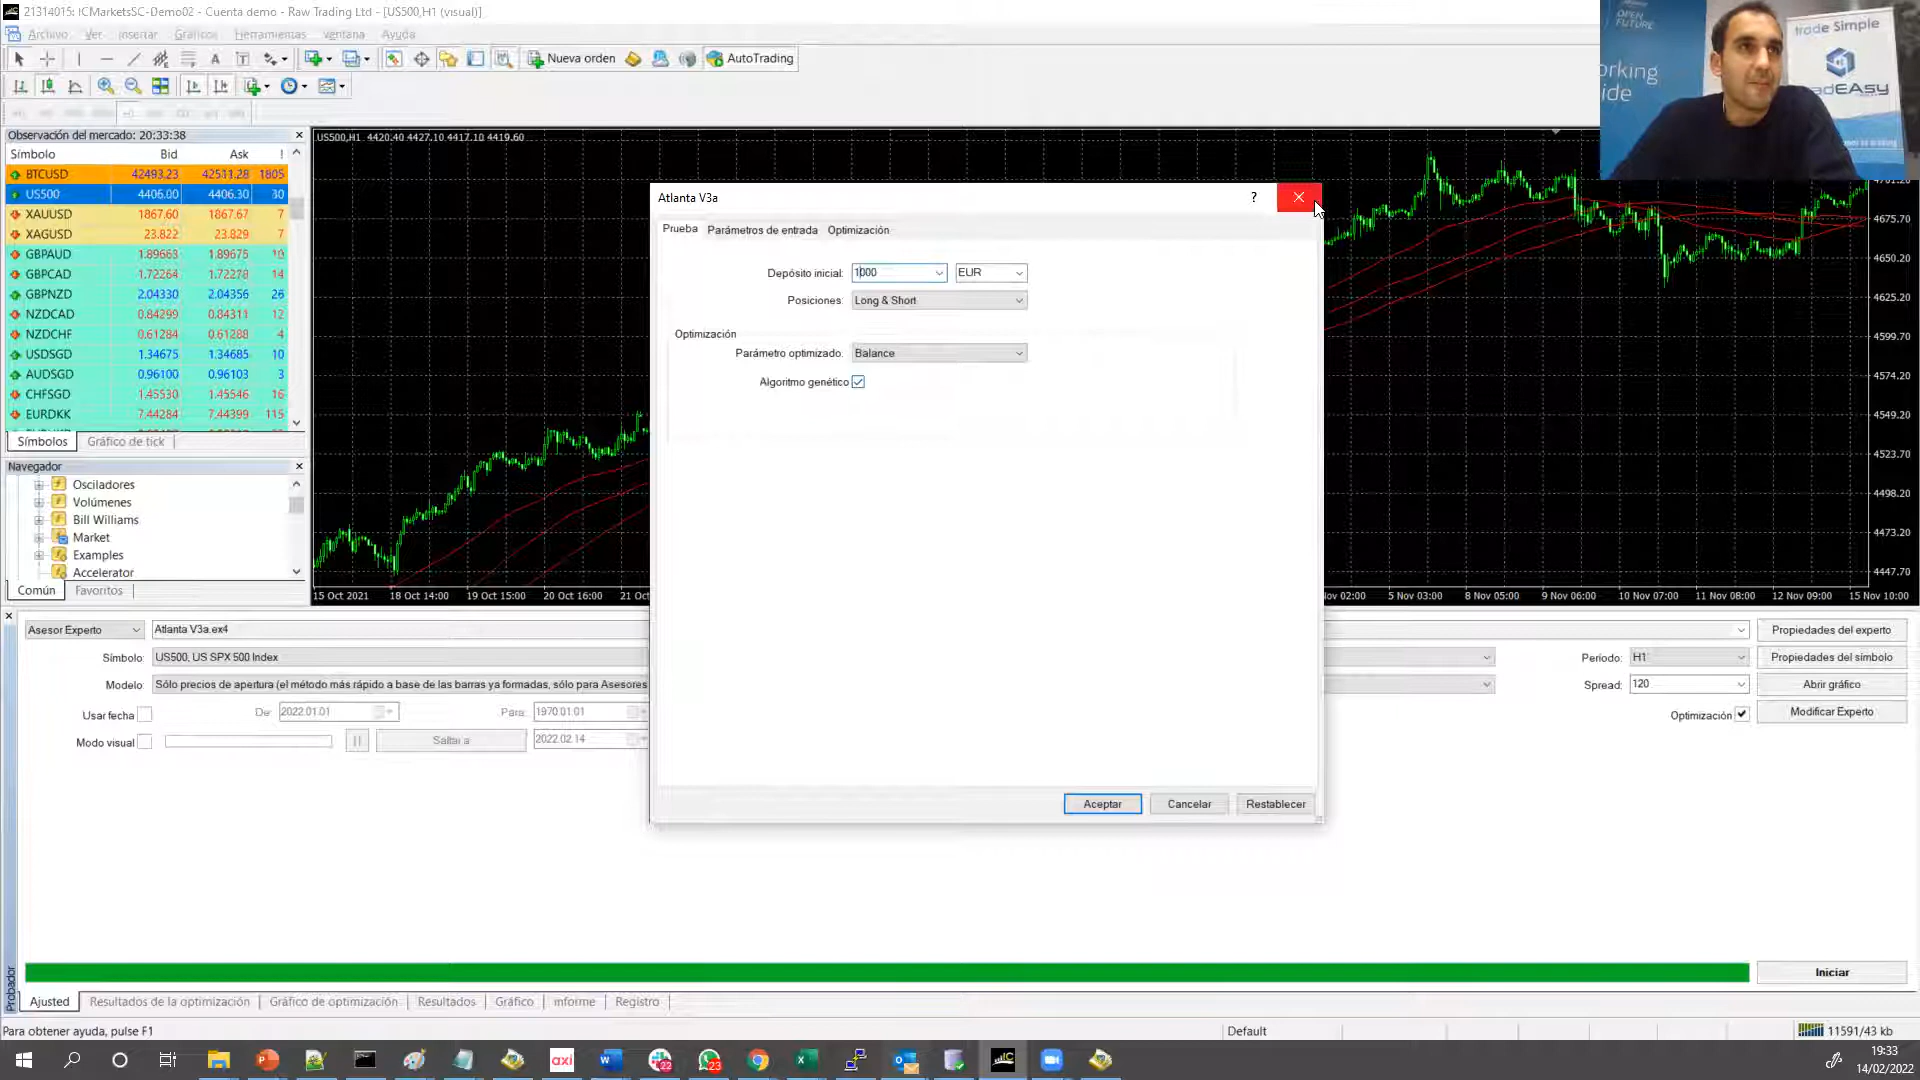 21314015: ICMarketsSC-Demo02 - Cuenta demo - Raw Trading Ltd - [US500,H1 (visual)]
Archivo Ver Insertar Gráficos Herramientas Ventana Ayuda
Nueva orden
AutoTrading
OPEN
FUTURE
trade Simple
Observación del mercado: 20:33:38
Símbolo Bid Ask !
BTCUSD 42493.23 42511.28 1805
US500 4406.00 4406.30 30
XAUUSD 1867.60 1867.67 7
XAGUSD 23.822 23.829 7
GBPAUD 1.89663 1.89675 10
GBPCAD 1.72264 1.72278 14
GBPNZD 2.04330 2.04356 26
NZDCAD 0.84299 0.84311 12
NZDCHF 0.61284 0.61288 4
USDSGD 1.34675 1.34685 10
AUDSGD 0.96100 0.96103 3
CHFSGD 1.45530 1.45546 16
EURDKK 7.44284 7.44399 115
Símbolos Gráfico de tick
Navegador
Osciladores
Volúmenes
Bill Williams
Market
Examples
Accelerator
Común Favoritos
US500,H1 4420.40 4427.10 4417.10 4419.60
4675.70
4650.20
4625.20
4599.70
4574.20
4549.20
4523.70
4498.20
4473.20
4447.70
15 Oct 2021 18 Oct 14:00 19 Oct 15:00 20 Oct 16:00 21 Oct
ov 02:00 5 Nov 03:00 8 Nov 05:00 9 Nov 06:00 10 Nov 07:00 11 Nov 08:00 12 Nov 09:00 15 Nov 10:00
Atlanta V3a ?
Prueba Parámetros de entrada Optimización
Depósito inicial: 1000 EUR
Posiciones: Long & Short
Optimización
Parámetro optimizado: Balance
Algoritmo genético
Aceptar Cancelar Restablecer
Asesor Experto Atlanta V3a.ex4 Propiedades del experto
Símbolo: US500, US SPX 500 Index Período: H1 Propiedades del símbolo
Modelo: Sólo precios de apertura (el método más rápido a base de las barras ya formadas, sólo para Asesores Spread: 120 Abrir gráfico
Usar fecha De: 2022.01.01 Para: 1970.01.01 Optimización Modificar Experto
Modo visual Saltar a 2022.02.14
Iniciar
Probador
Ajusted Resultados de la optimización Gráfico de optimización Resultados Gráfico Informe Registro
Para obtener ayuda, pulse F1 Default 11591/43 kb
axi
22
23
IC
19:33
14/02/2022